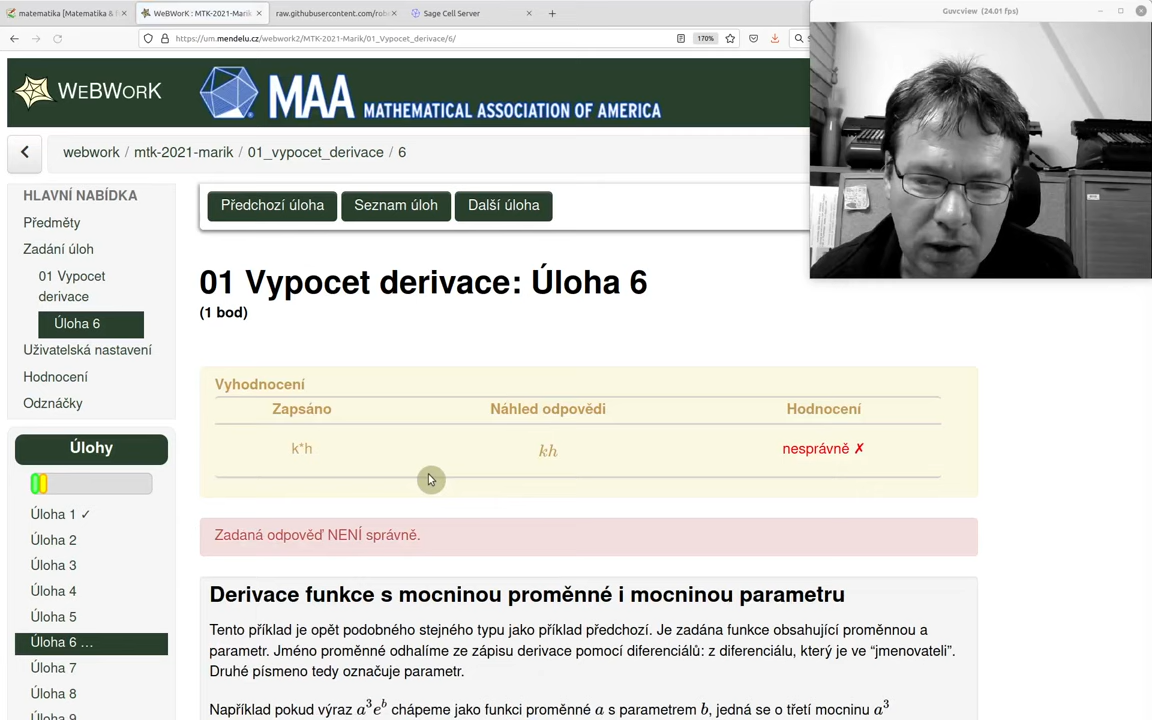 matematika [Matematika &
WeBWorK : MTK-2021-Marik
raw.githubusercontent.com/rob
Sage Cell Server
Guvcview (24.01 fps)
https://um.mendelu.cz/webwork2/MTK-2021-Marik/01_Vypocet_derivace/6/
170%
WEBWORK
MAA MATHEMATICAL ASSOCIATION OF AMERICA
webwork / mtk-2021-marik / 01_vypocet_derivace / 6
HLAVNÍ NABÍDKA
Předměty
Zadání úloh
01 Vypocet
derivace
Úloha 6
Uživatelská nastavení
Hodnocení
Odznáčky
Úlohy
Úloha 1 ✓
Úloha 2
Úloha 3
Úloha 4
Úloha 5
Úloha 6 …
Úloha 7
Úloha 8
Úloha 9
Předchozí úloha
Seznam úloh
Další úloha
01 Vypocet derivace: Úloha 6
(1 bod)
Vyhodnocení
Zapsáno Náhled odpovědi Hodnocení
k*h kh nesprávně ✗
Zadaná odpověď NENÍ správně.
Derivace funkce s mocninou proměnné i mocninou parametru
Tento příklad je opět podobného stejného typu jako příklad předchozí. Je zadána funkce obsahující proměnnou a
parametr. Jméno proměnné odhalíme ze zápisu derivace pomocí diferenciálů: z diferenciálu, který je ve “jmenovateli”.
Druhé písmeno tedy označuje parametr.
Například pokud výraz a³eᵇ chápeme jako funkci proměnné a s parametrem b, jedná se o třetí mocninu a³